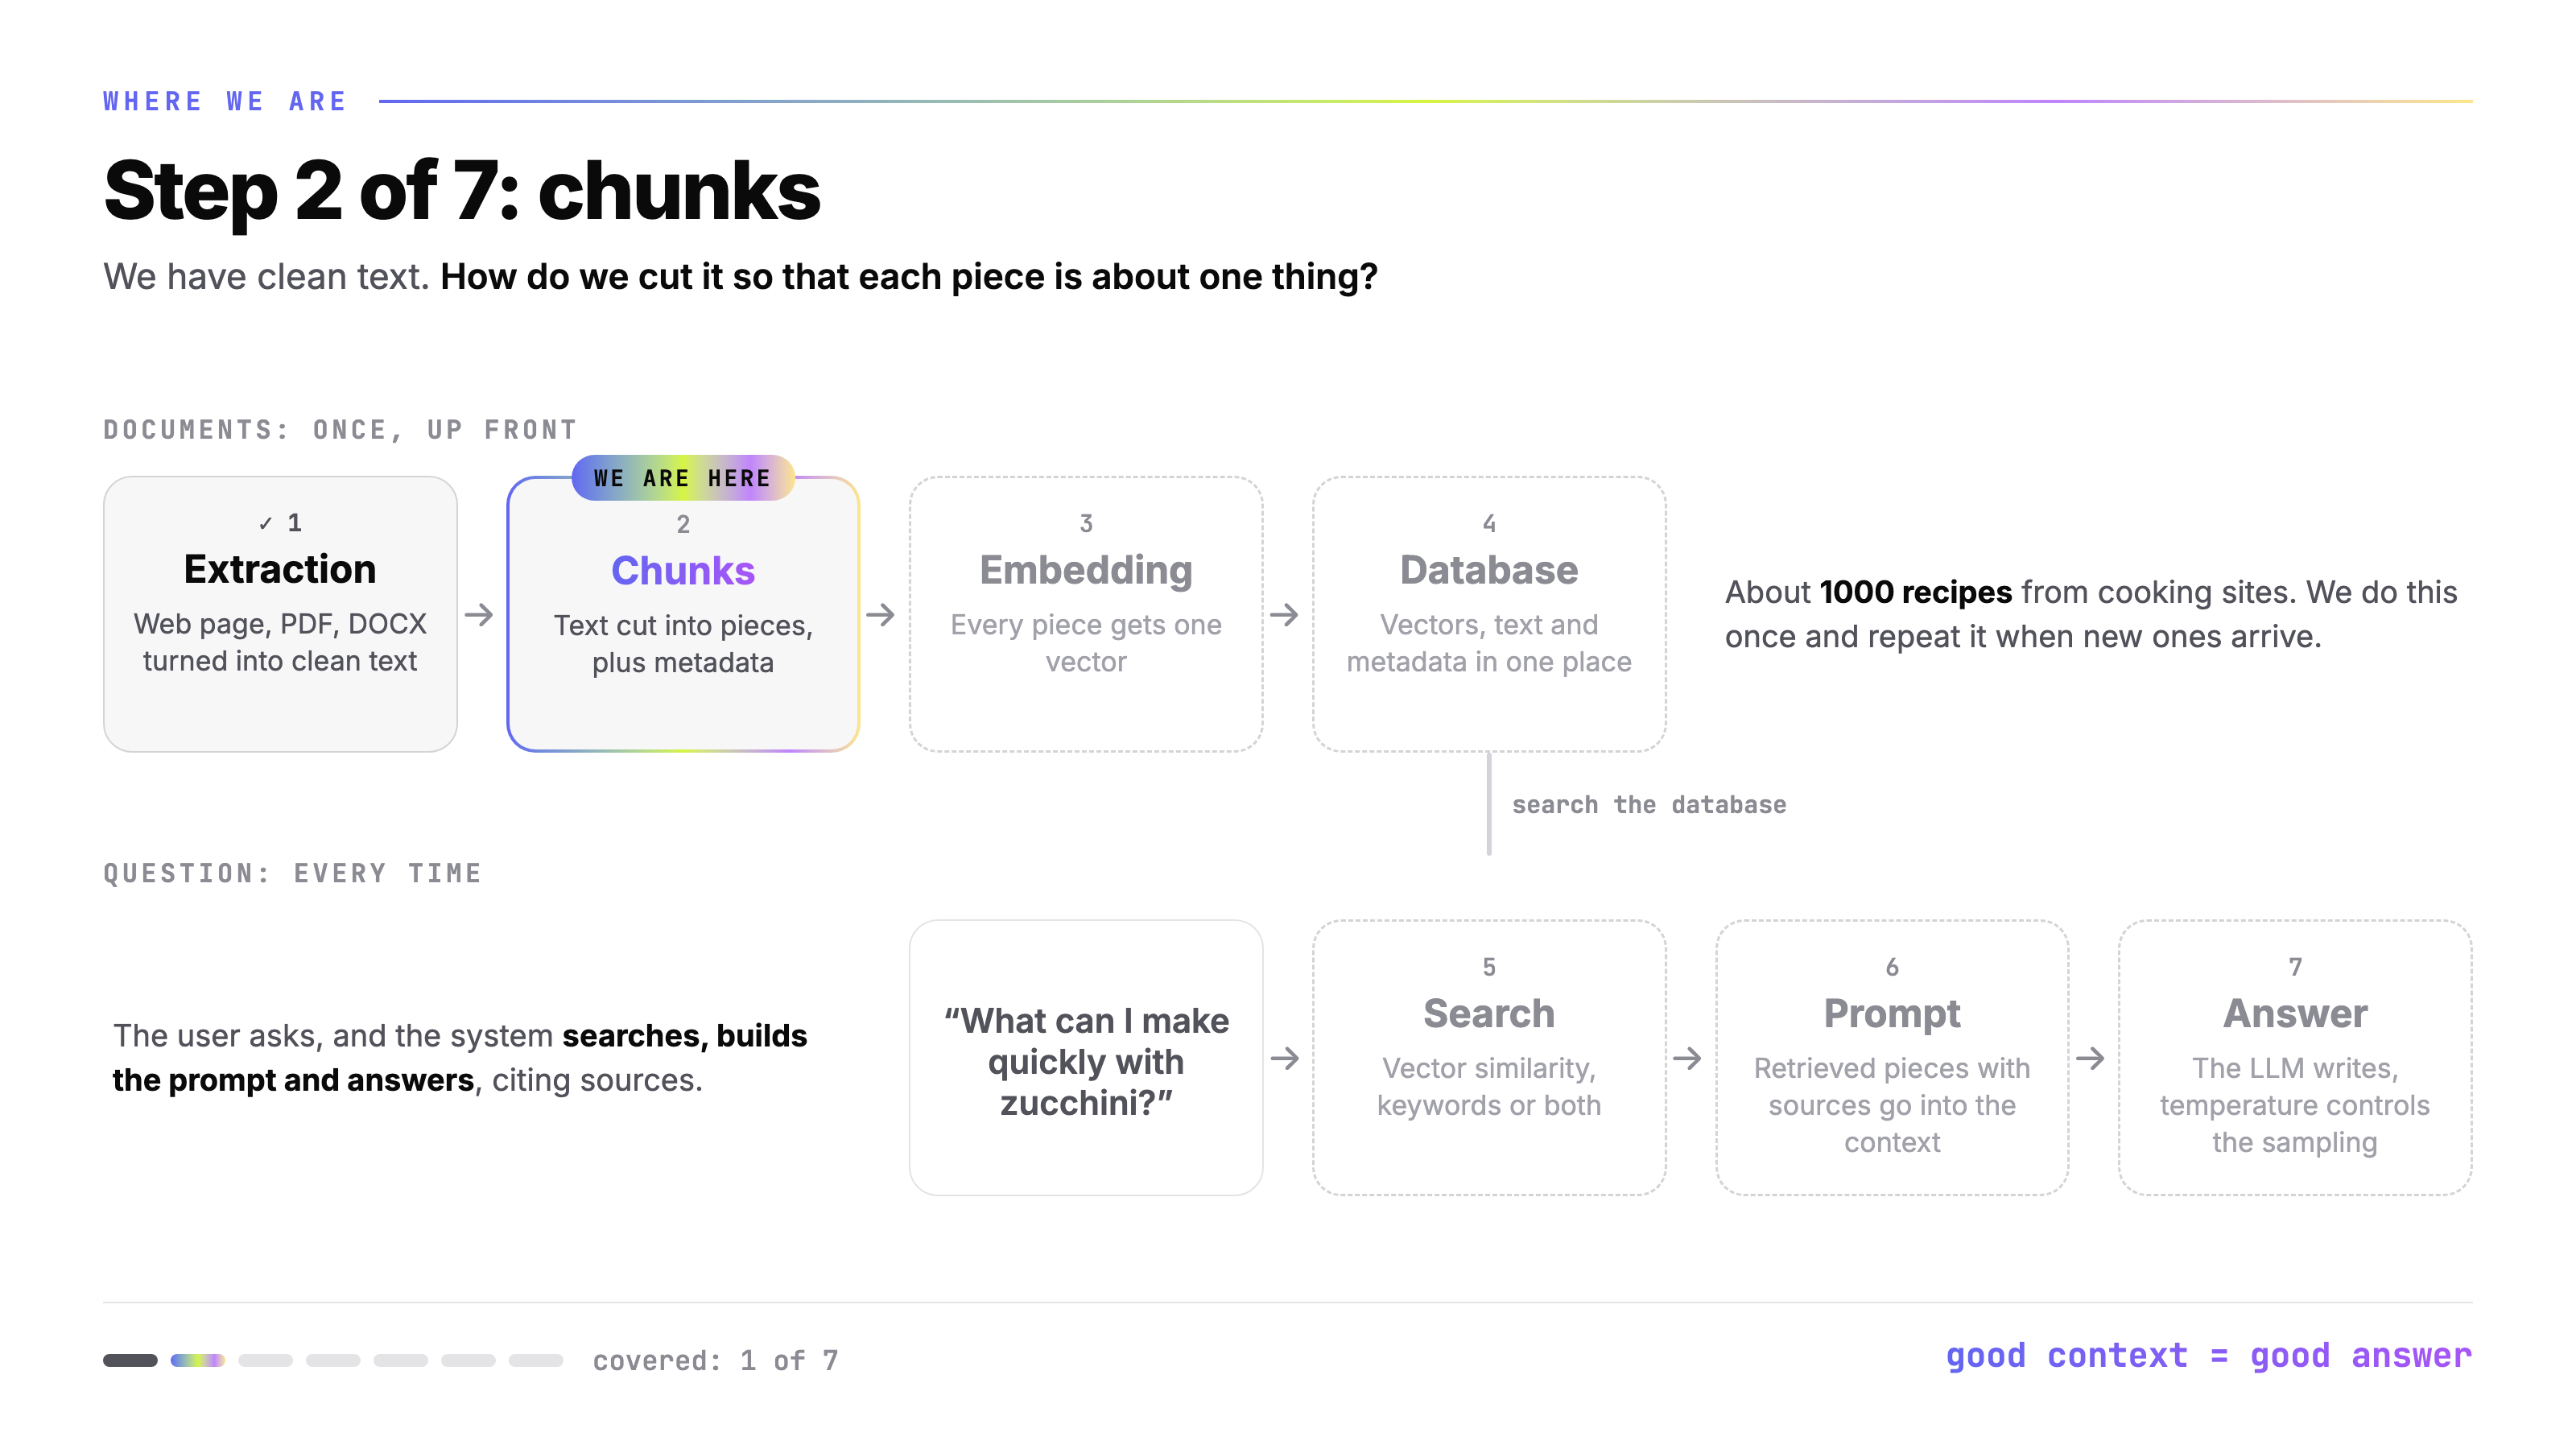 WHERE WE ARE
Step 2 of 7: chunks
We have clean text. How do we cut it so that each piece is about one thing?
DOCUMENTS: ONCE, UP FRONT
✓ 1
Extraction
Web page, PDF, DOCX
turned into clean text
→
WE ARE HERE
2
Chunks
Text cut into pieces,
plus metadata
→
3
Embedding
Every piece gets one
vector
→
4
Database
Vectors, text and
metadata in one place
About 1000 recipes from cooking sites. We do this
once and repeat it when new ones arrive.
search the database
QUESTION: EVERY TIME
The user asks, and the system searches, builds
the prompt and answers, citing sources.
“What can I make
quickly with
zucchini?”
→
5
Search
Vector similarity,
keywords or both
→
6
Prompt
Retrieved pieces with
sources go into the
context
→
7
Answer
The LLM writes,
temperature controls
the sampling
covered: 1 of 7
good context = good answer